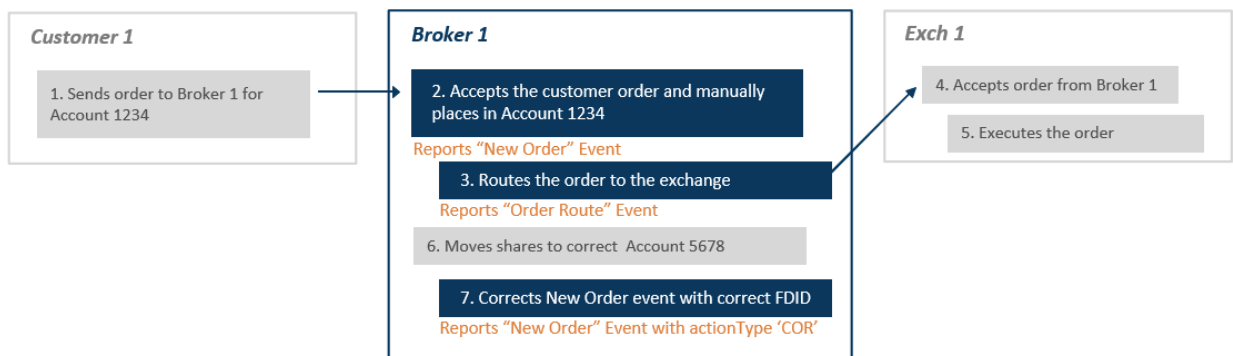 Customer 1
1. Sends order to Broker 1 for
Account 1234
Broker 1
2. Accepts the customer order and manually
places in Account 1234
Reports “New Order” Event
3. Routes the order to the exchange
Reports “Order Route” Event
6. Moves shares to correct Account 5678
7. Corrects New Order event with correct FDID
Reports “New Order” Event with actionType ‘COR’
Exch 1
4. Accepts order from Broker 1
5. Executes the order